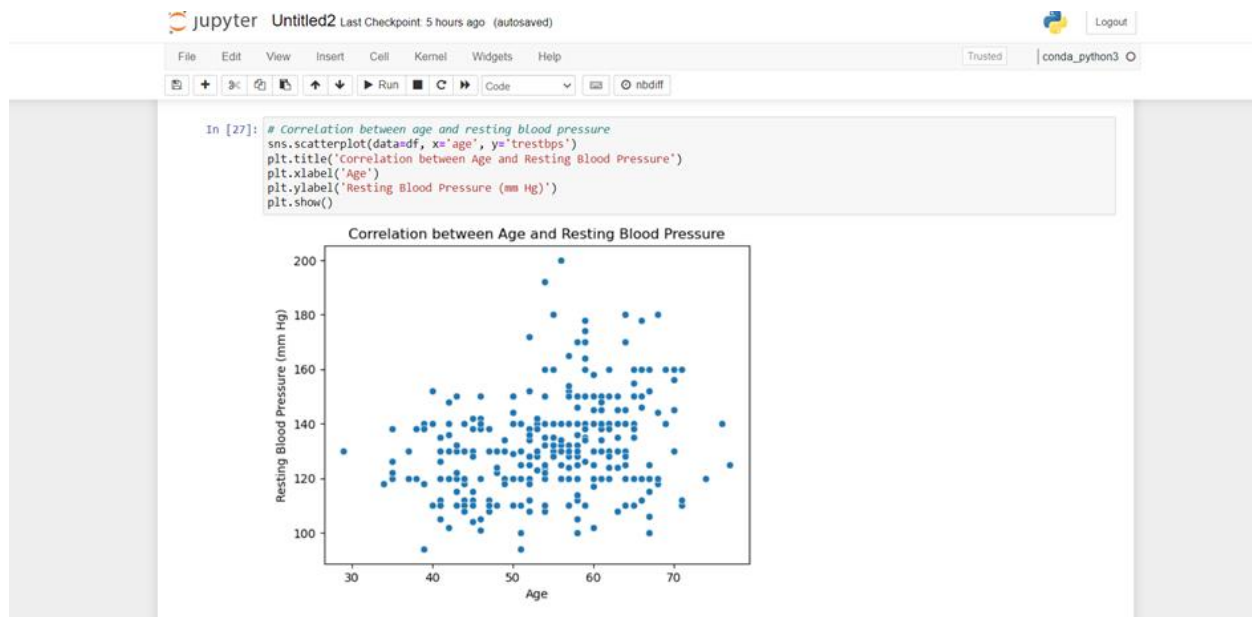 jupyter Untitled2 Last Checkpoint: 5 hours ago (autosaved)
Logout
File Edit View Insert Cell Kernel Widgets Help
Trusted
conda_python3
Run
Code
nbdiff
In [27]: # Correlation between age and resting blood pressure
sns.scatterplot(data=df, x='age', y='trestbps')
plt.title('Correlation between Age and Resting Blood Pressure')
plt.xlabel('Age')
plt.ylabel('Resting Blood Pressure (mm Hg)')
plt.show()
Correlation between Age and Resting Blood Pressure
Resting Blood Pressure (mm Hg)
200
180
160
140
120
100
30 40 50 60 70
Age